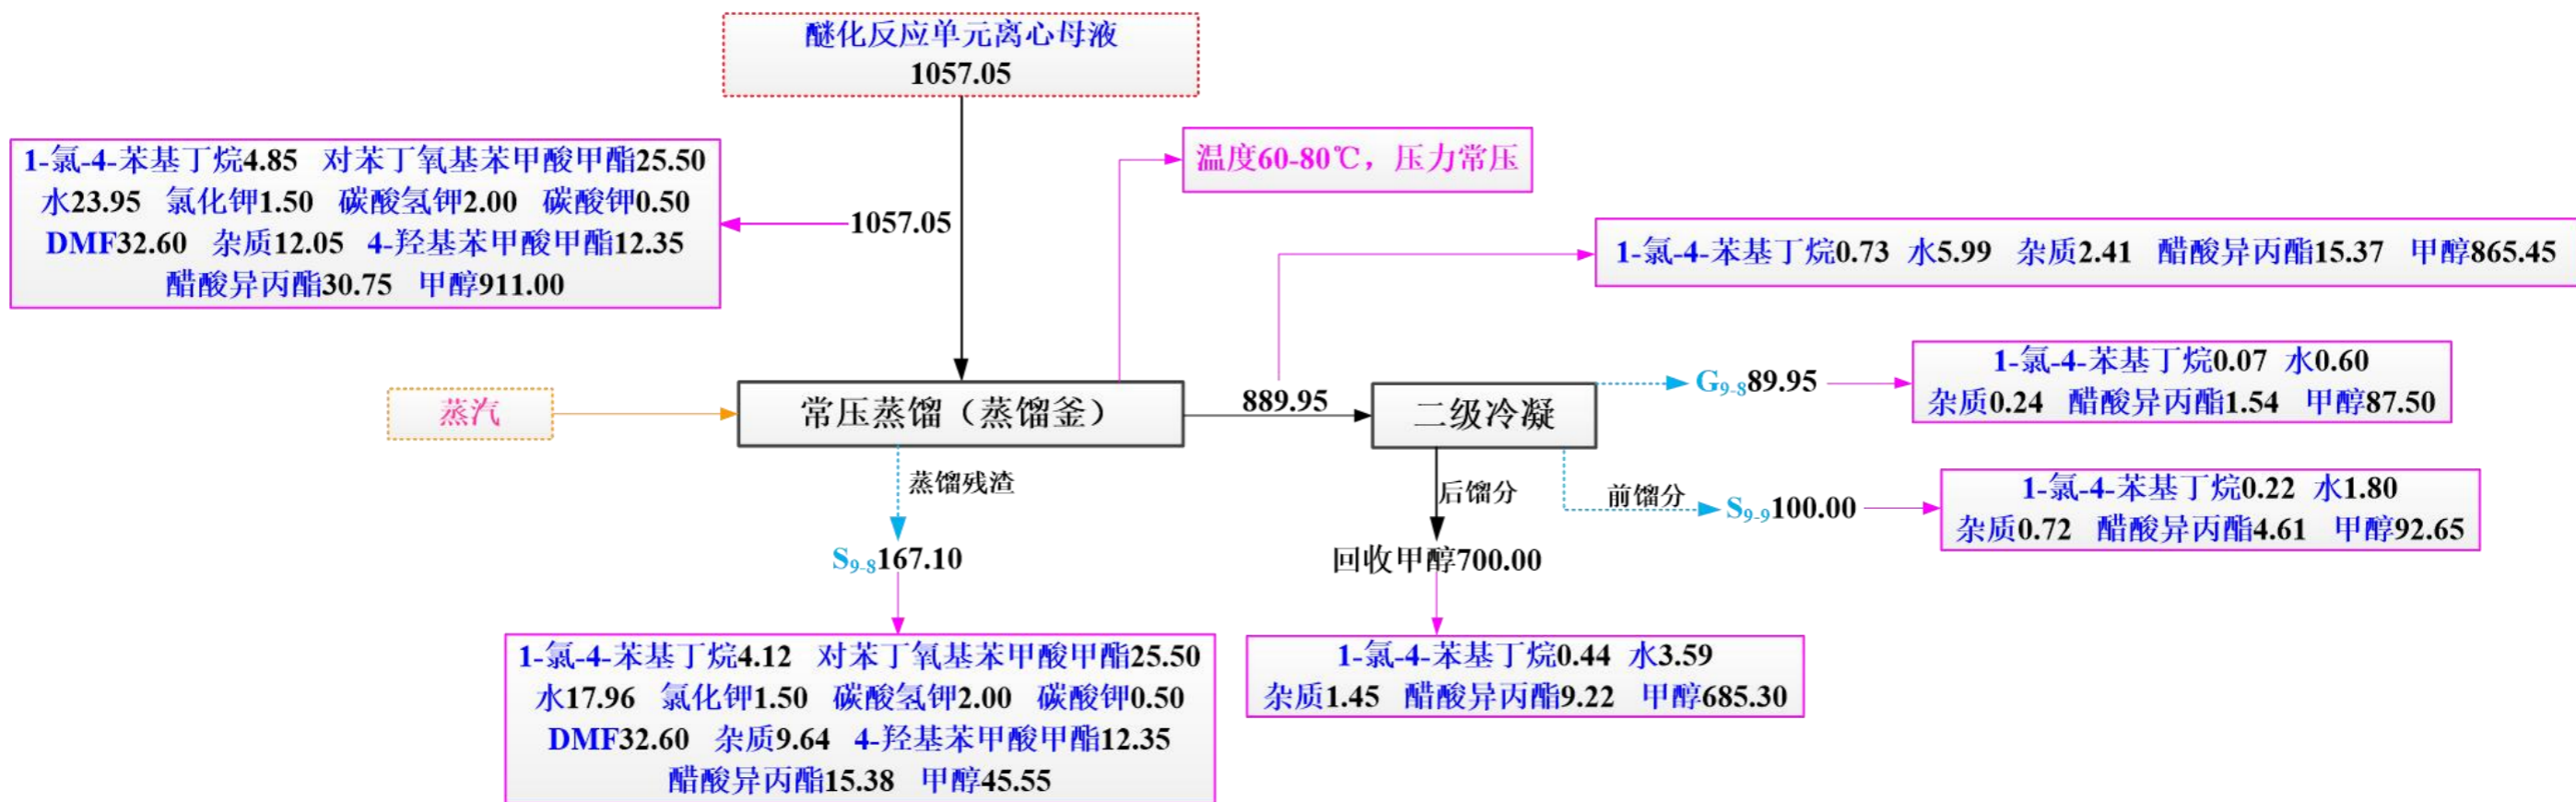 醚化反应单元离心母液
1057.05
1-氯-4-苯基丁烷4.85 对苯丁氧基苯甲酸甲酯25.50
水23.95 氯化钾1.50 碳酸氢钾2.00 碳酸钾0.50
DMF32.60 杂质12.05 4-羟基苯甲酸甲酯12.35
醋酸异丙酯30.75 甲醇911.00
1057.05
温度60-80℃，压力常压
1-氯-4-苯基丁烷0.73 水5.99 杂质2.41 醋酸异丙酯15.37 甲醇865.45
蒸汽
常压蒸馏（蒸馏釜）
889.95
二级冷凝
G9-889.95
1-氯-4-苯基丁烷0.07 水0.60
杂质0.24 醋酸异丙酯1.54 甲醇87.50
蒸馏残渣
后馏分
前馏分
S9-9100.00
1-氯-4-苯基丁烷0.22 水1.80
杂质0.72 醋酸异丙酯4.61 甲醇92.65
S9-8167.10
回收甲醇700.00
1-氯-4-苯基丁烷4.12 对苯丁氧基苯甲酸甲酯25.50
水17.96 氯化钾1.50 碳酸氢钾2.00 碳酸钾0.50
DMF32.60 杂质9.64 4-羟基苯甲酸甲酯12.35
醋酸异丙酯15.38 甲醇45.55
1-氯-4-苯基丁烷0.44 水3.59
杂质1.45 醋酸异丙酯9.22 甲醇685.30